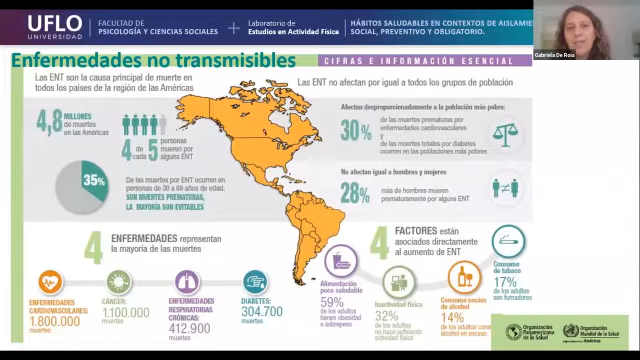 UFLO
UNIVERSIDAD
FACULTAD DE
PSICOLOGÍA Y CIENCIAS SOCIALES
Laboratorio de
Estudios en Actividad Física
HÁBITOS SALUDABLES EN CONTEXTOS DE AISLAMIE
SOCIAL, PREVENTIVO Y OBLIGATORIO.
Gabriela De Roia
Enfermedades no transmisibles
CIFRAS E INFORMACIÓN ESENCIAL
Las ENT son la causa principal de muerte en
todos los países de la región de las Américas
4,8 MILLONES
de muertes
en las Américas
4 de cada 5
personas
mueren por
alguna ENT
35%
De las muertes por ENT ocurren en
personas de 30 a 69 años de edad.
SON MUERTES PREMATURAS,
LA MAYORÍA SON EVITABLES
Las ENT no afectan por igual a todos los grupos de población
Afectan desproporcionadamente a la población más pobre:
30%
de las muertes prematuras por
enfermedades cardiovasculares
y
de las muertes totales por diabetes
ocurren en las poblaciones más pobres
No afectan igual a hombres y mujeres
28%
más de hombres mueren
prematuramente por alguna ENT
4 ENFERMEDADES representan
la mayoría de las muertes
ENFERMEDADES
CARDIOVASCULARES:
1.800.000
muertes
CÁNCER:
1,100.000
muertes
ENFERMEDADES
RESPIRATORIAS
CRÓNICAS:
412.900
muertes
DIABETES:
304.700
muertes
4 FACTORES están
asociados directamente
al aumento de ENT
Alimentación
poco saludable
59%
de los adultos
tienen obesidad
o sobrepeso
Inactividad física
32%
de los adultos
no hace suficiente
actividad física
Consumo nocivo
de alcohol
14%
de los adultos
alcohol en exceso
Consumo
de tabaco
17%
de los adultos
son fumadores
Organización
Panamericana
de la Salud
Organización
Mundial de la Salud
Américas